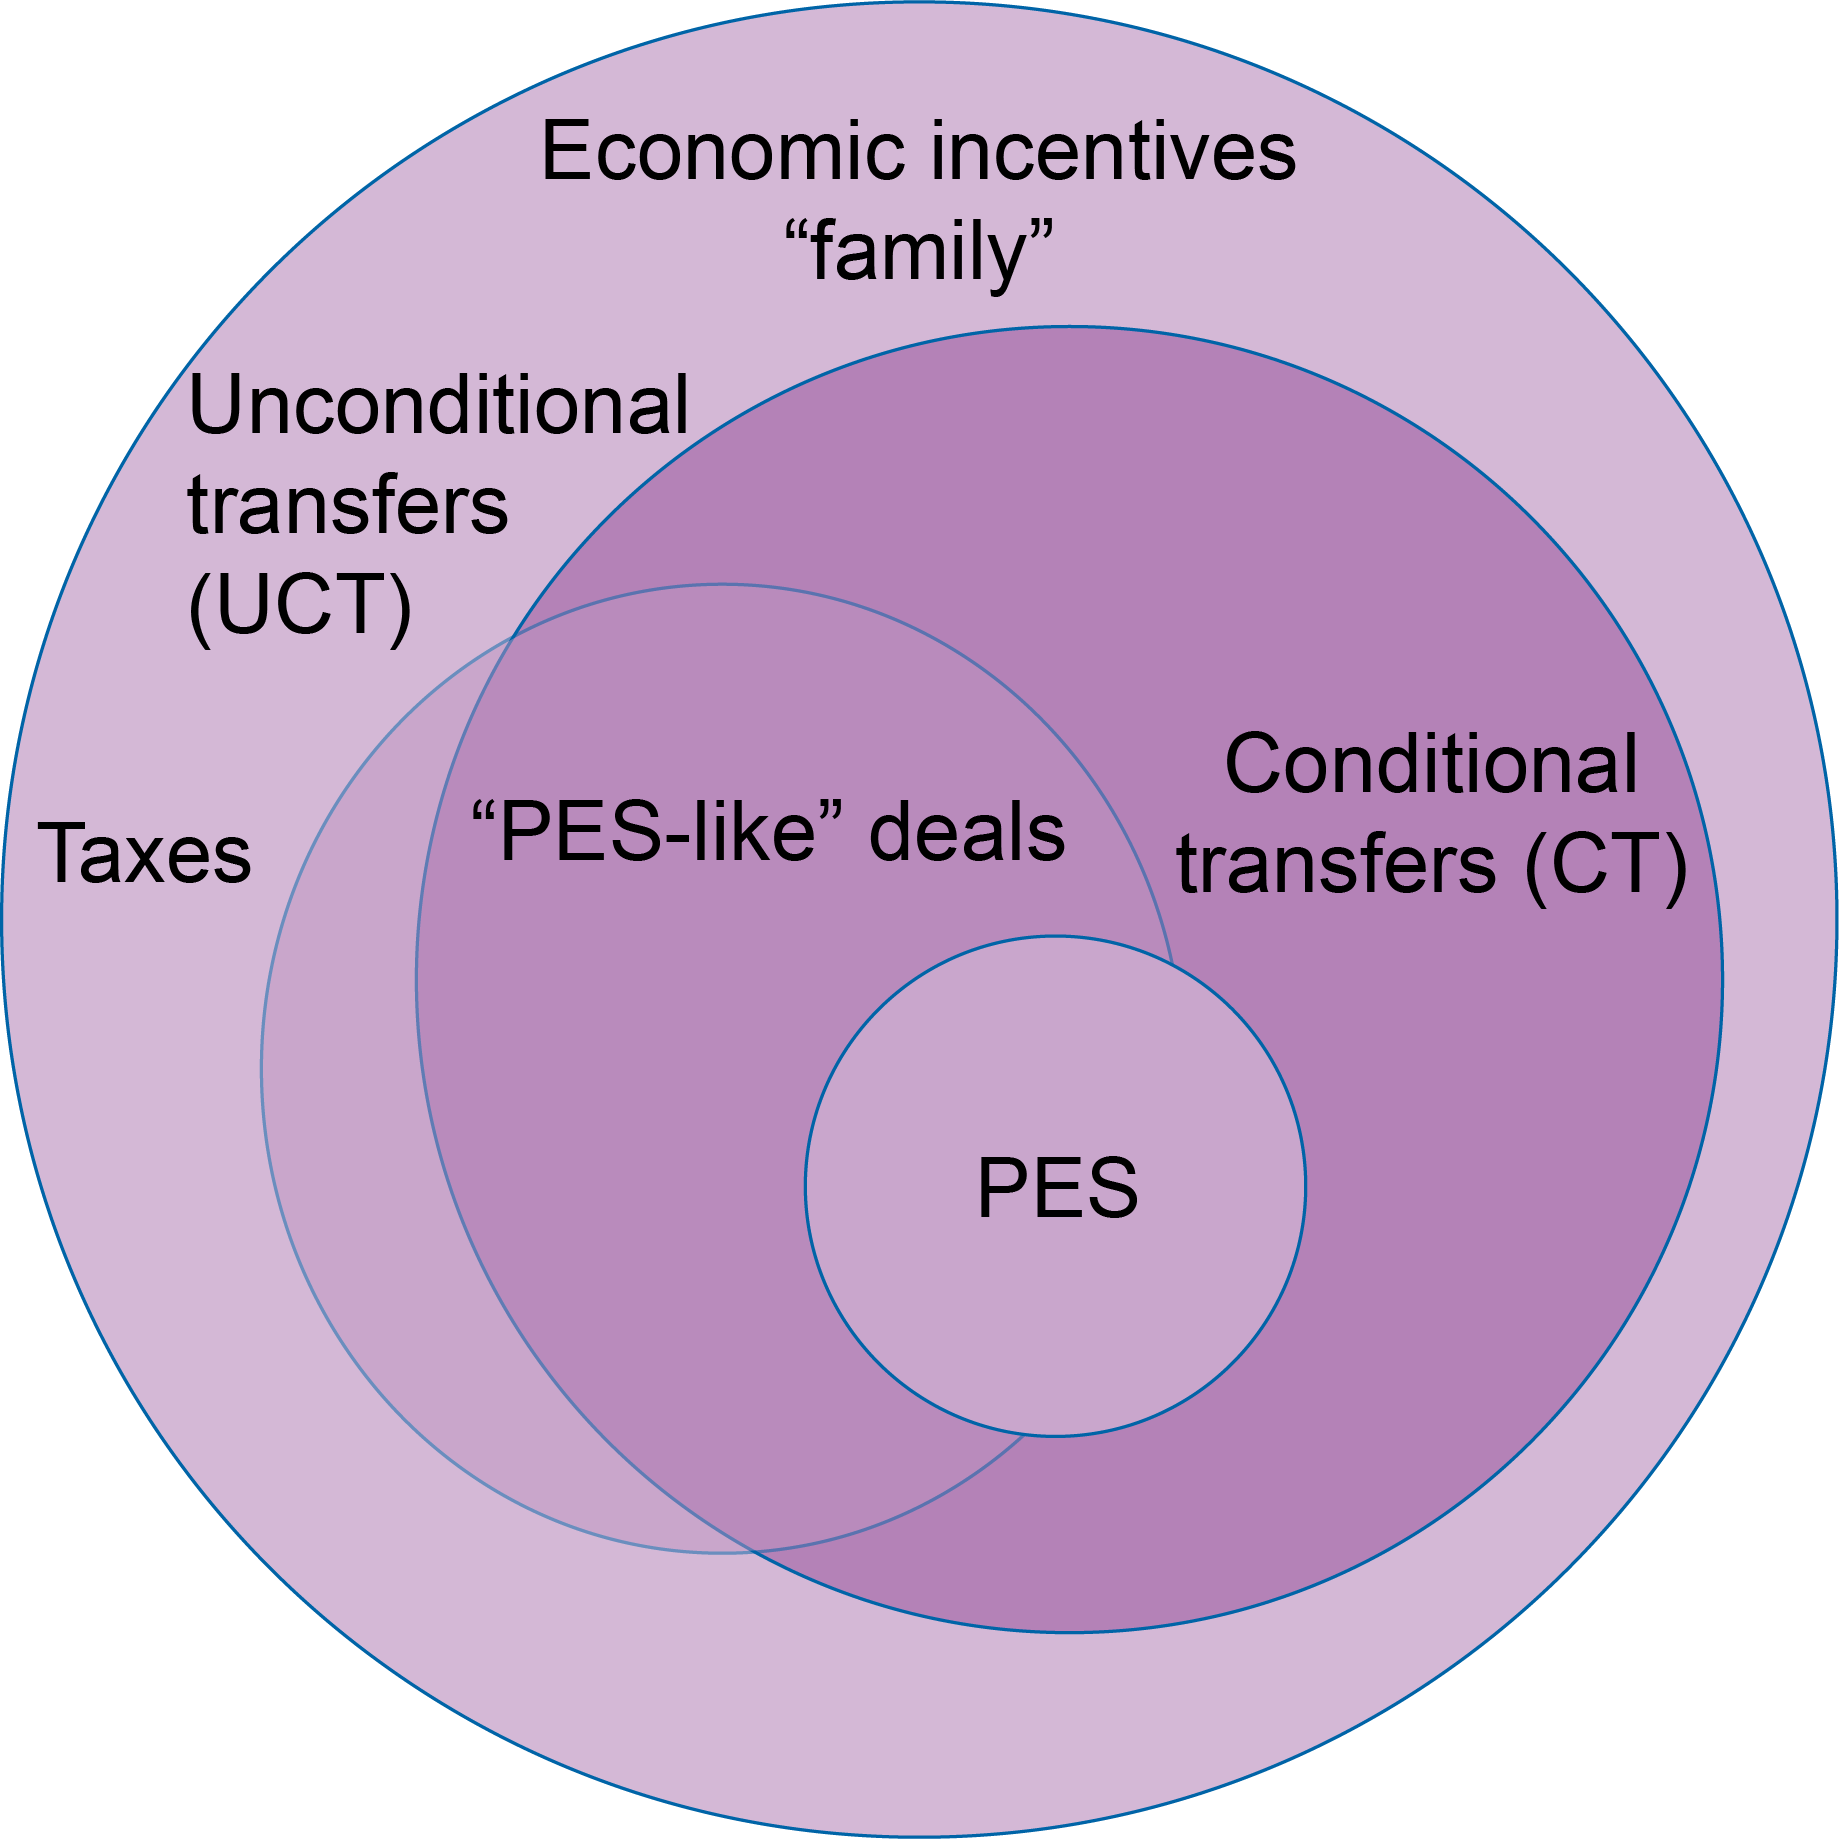 Economic incentives
“family”
Unconditional
transfers
(UCT)
Taxes
“PES-like” deals
Conditional
transfers (CT)
PES